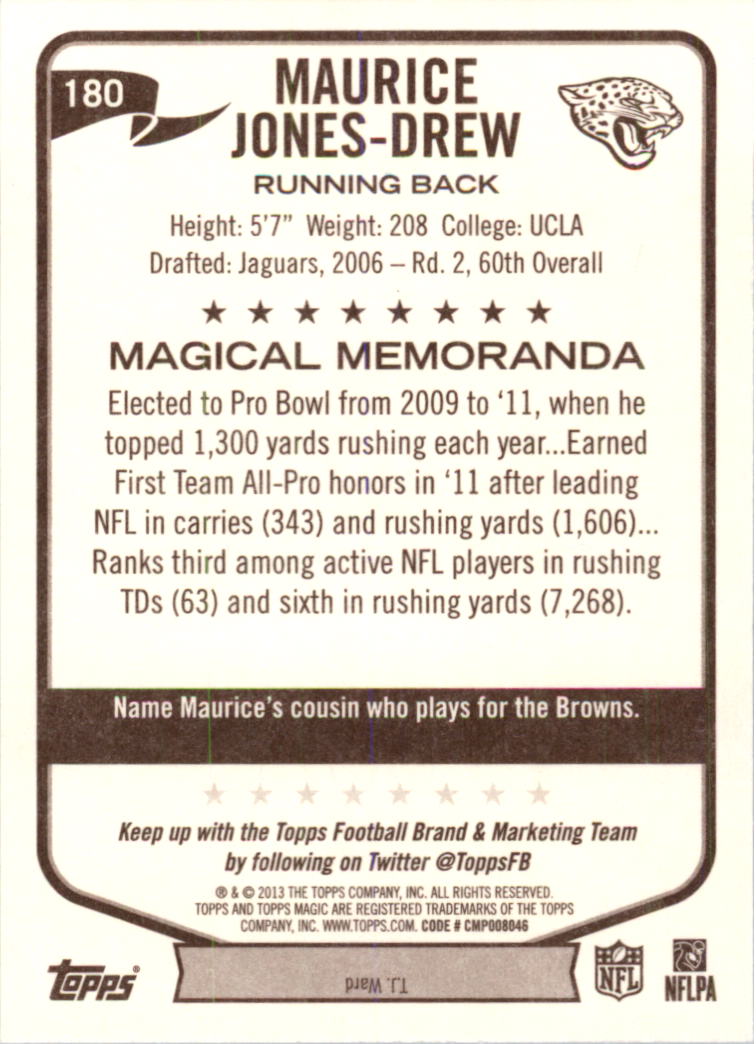 180
MAURICE
JONES-DREW
RUNNING BACK
Height: 5'7" Weight: 208 College: UCLA
Drafted: Jaguars, 2006 – Rd. 2, 60th Overall
MAGICAL MEMORANDA
Elected to Pro Bowl from 2009 to ‘11, when he
topped 1,300 yards rushing each year...Earned
First Team All-Pro honors in ‘11 after leading
NFL in carries (343) and rushing yards (1,606)...
Ranks third among active NFL players in rushing
TDs (63) and sixth in rushing yards (7,268).
Name Maurice's cousin who plays for the Browns.
Keep up with the Topps Football Brand & Marketing Team
by following on Twitter @ToppsFB
® & © 2013 THE TOPPS COMPANY, INC. ALL RIGHTS RESERVED.
TOPPS AND TOPPS MAGIC ARE REGISTERED TRADEMARKS OF THE TOPPS
COMPANY, INC. WWW.TOPPS.COM. CODE # CMP008046
Topps®
T.J. Ward
NFL
NFLPA